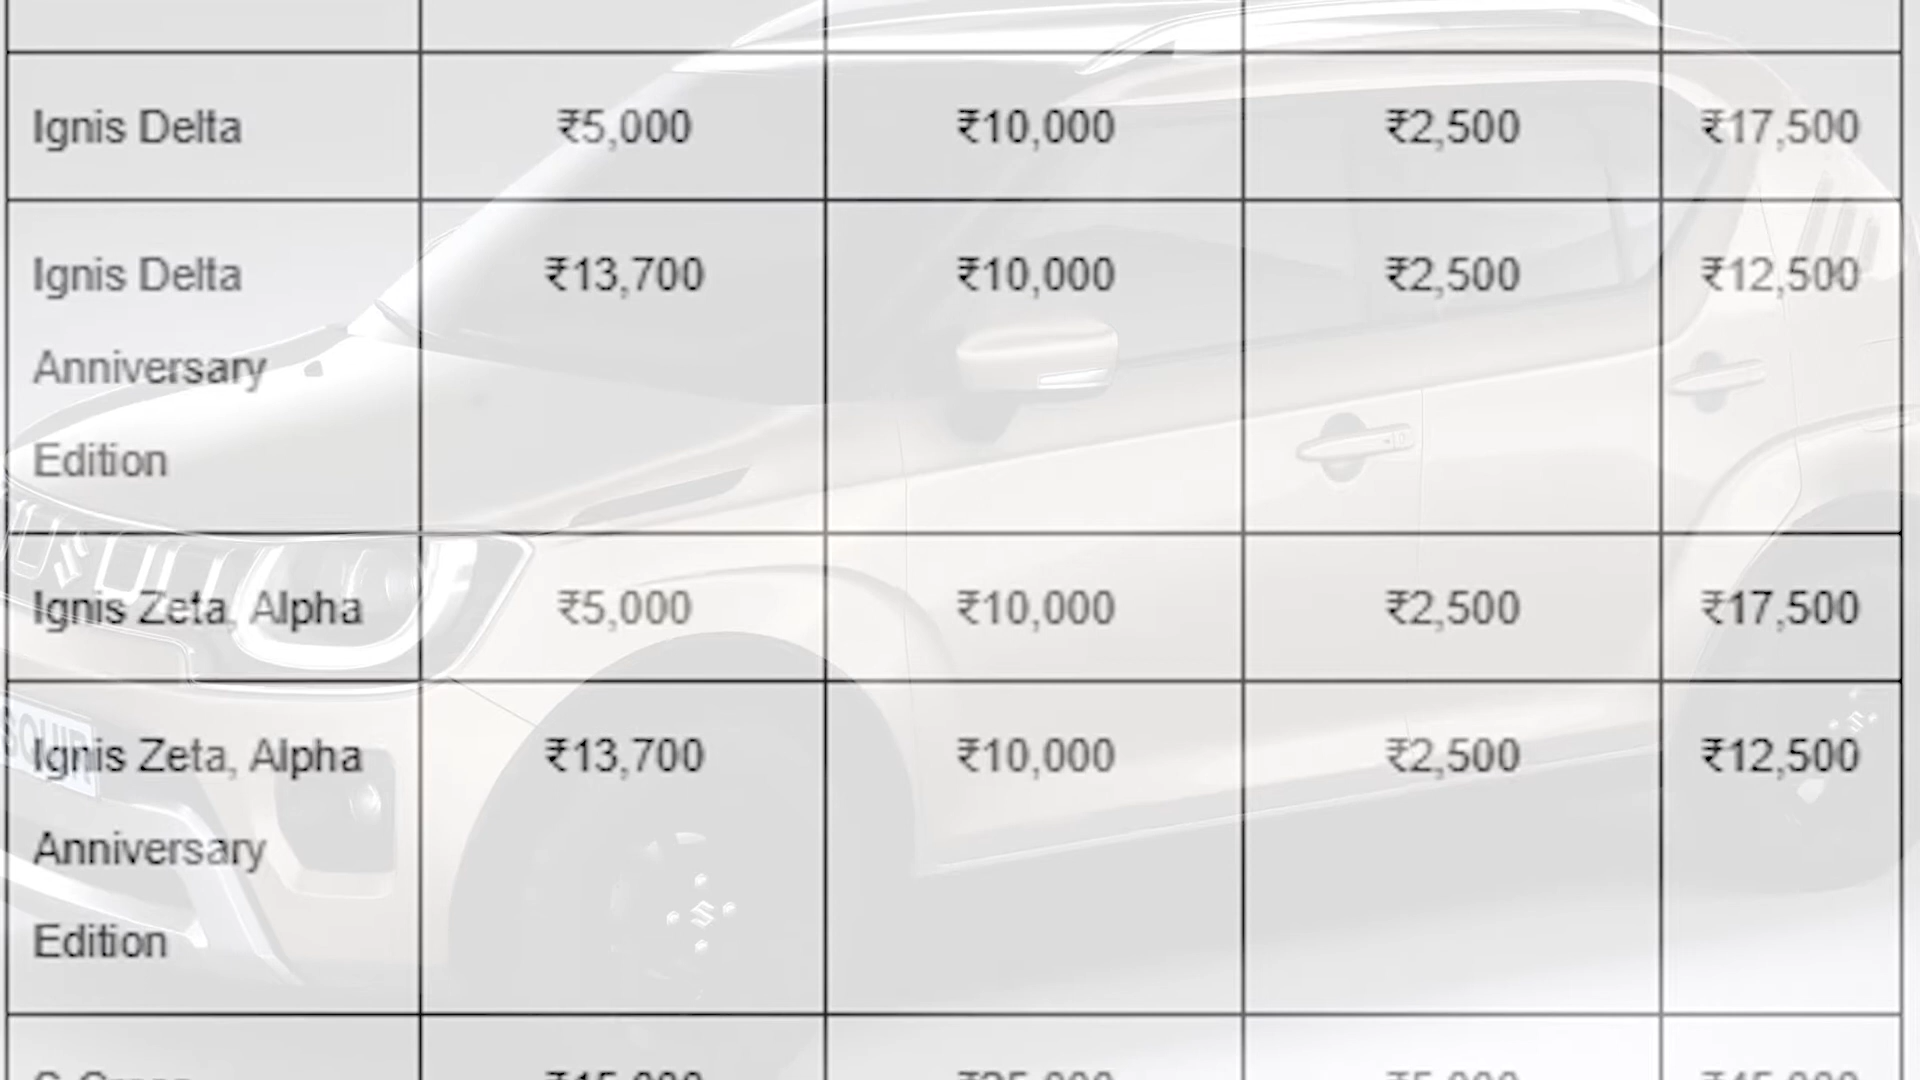 Ignis Delta ₹5,000 ₹10,000 ₹2,500 ₹17,500
Ignis Delta ₹13,700 ₹10,000 ₹2,500 ₹12,500
Anniversary
Edition
Ignis Zeta, Alpha ₹5,000 ₹10,000 ₹2,500 ₹17,500
Ignis Zeta, Alpha ₹13,700 ₹10,000 ₹2,500 ₹12,500
Anniversary
Edition